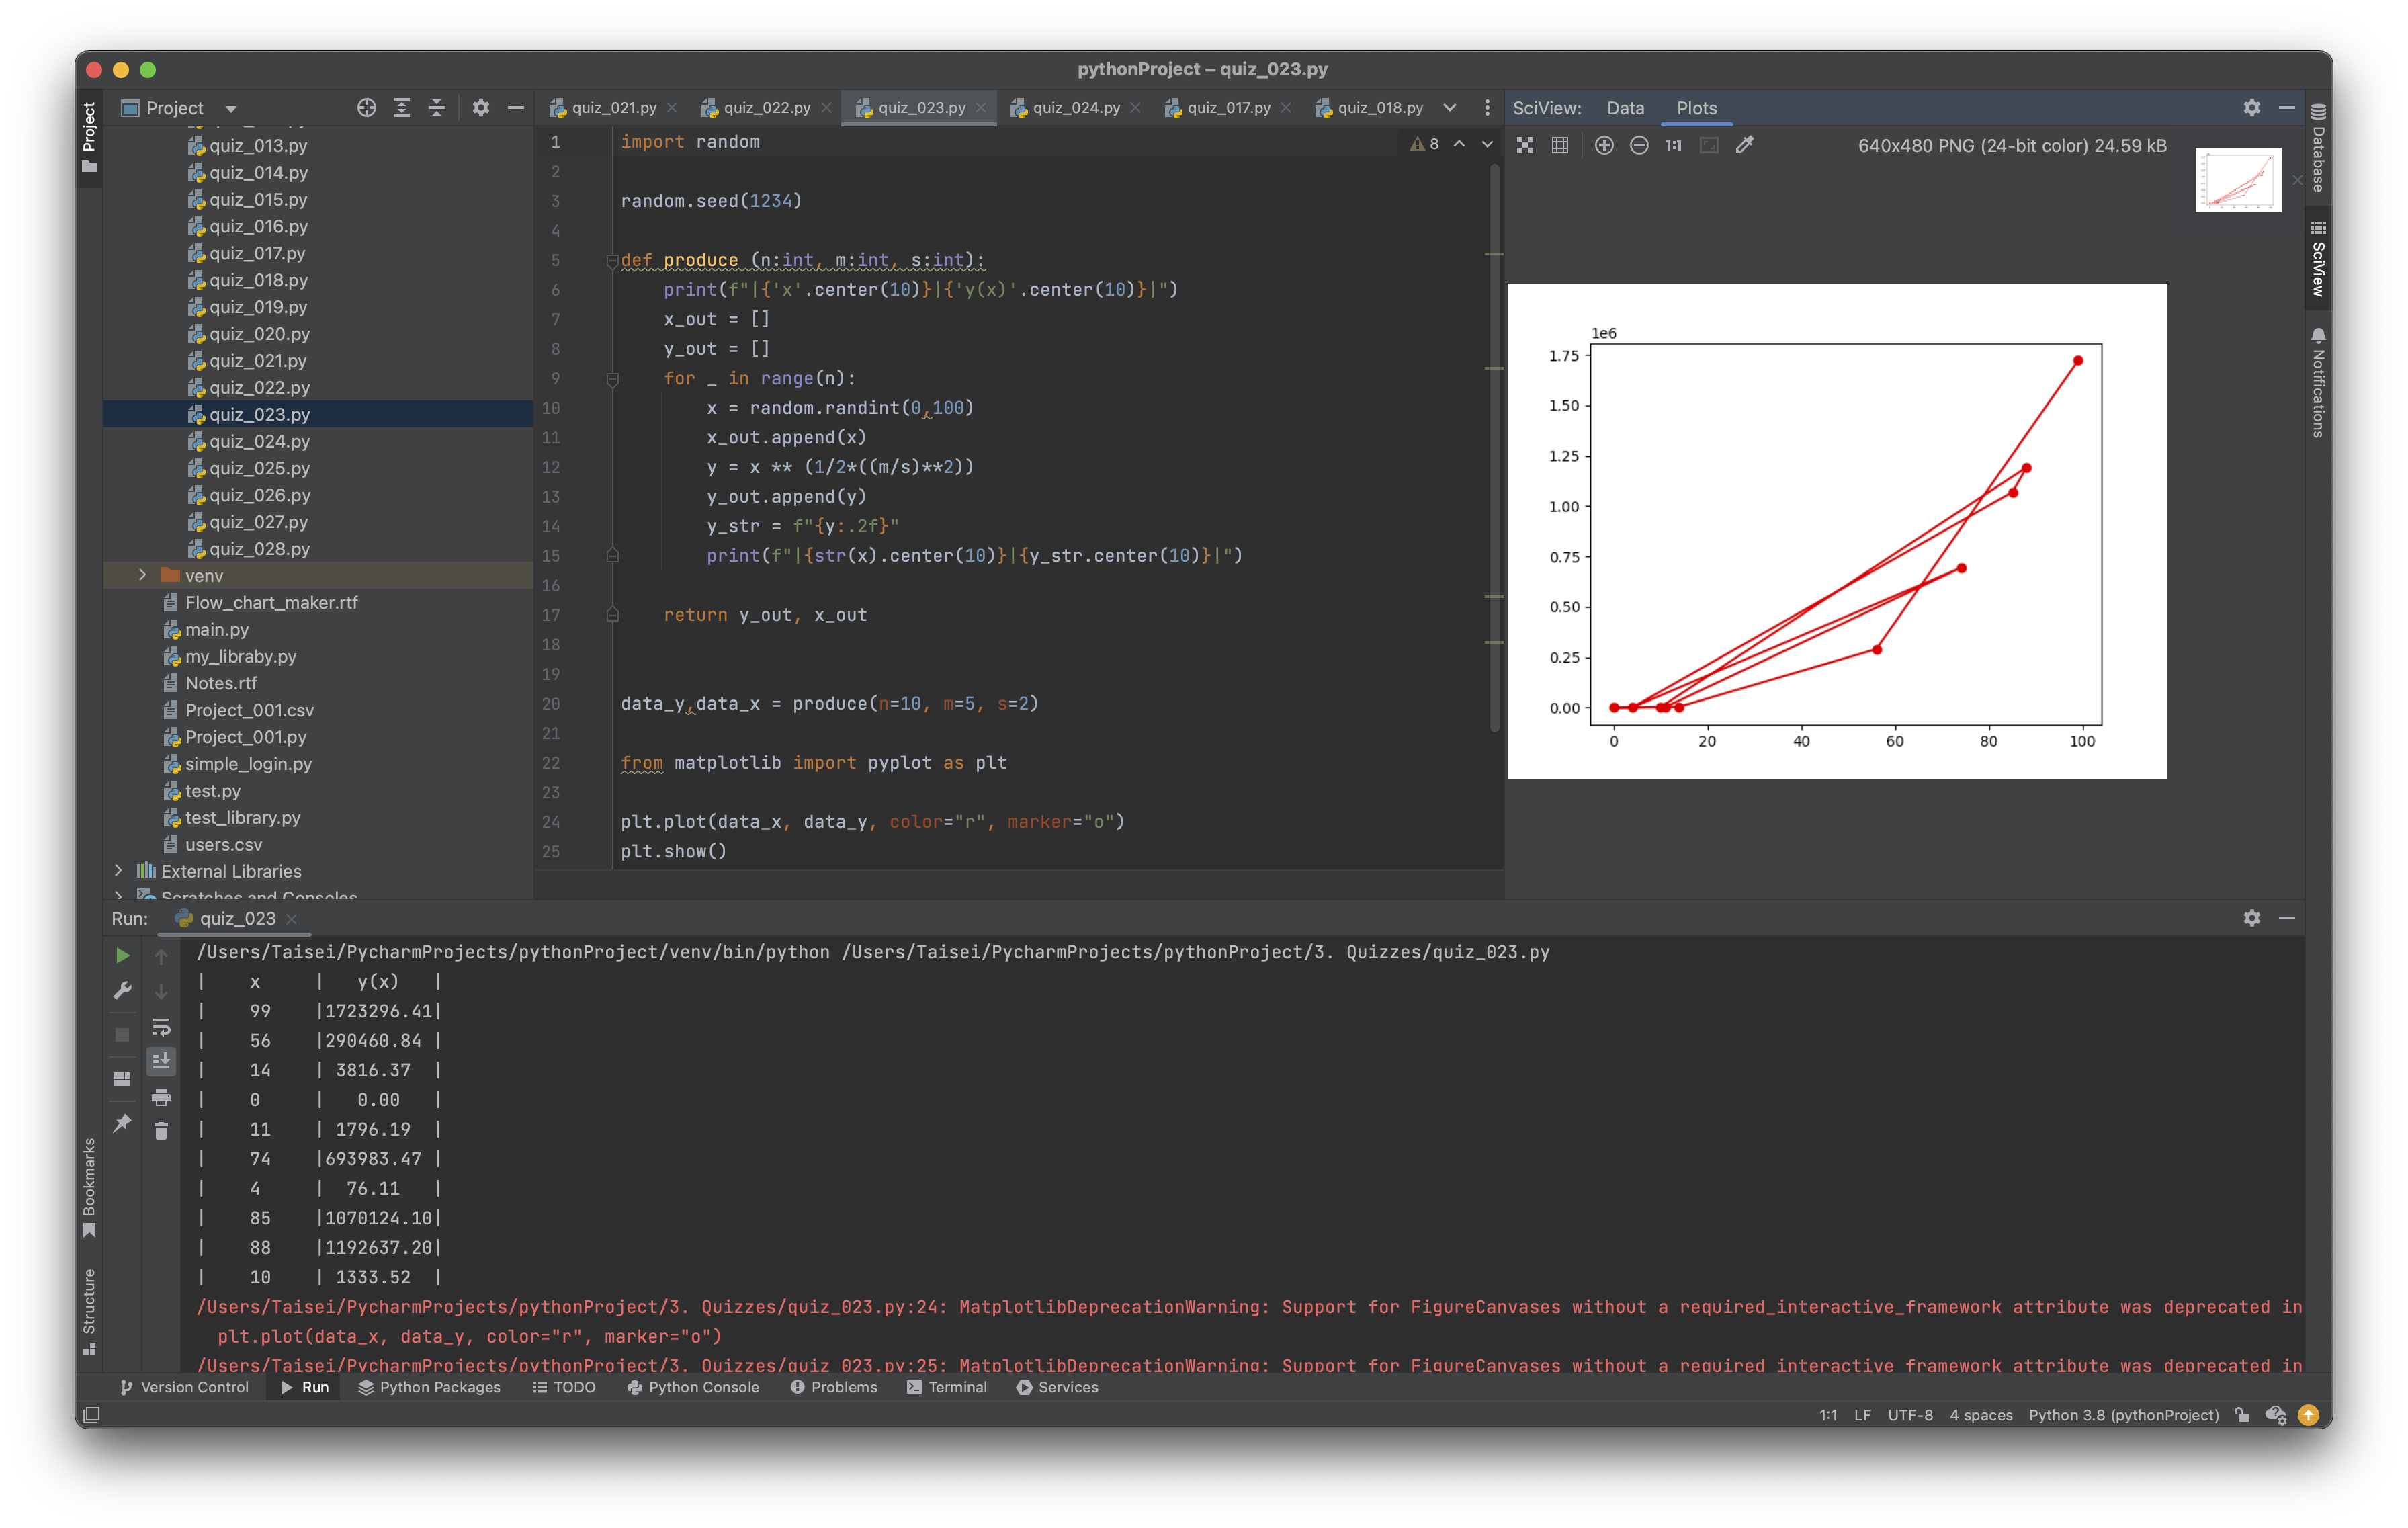 pythonProject – quiz_023.py
Project
Project
quiz_013.py
quiz_014.py
quiz_015.py
quiz_016.py
quiz_017.py
quiz_018.py
quiz_019.py
quiz_020.py
quiz_021.py
quiz_022.py
quiz_023.py
quiz_024.py
quiz_025.py
quiz_026.py
quiz_027.py
quiz_028.py
venv
Flow_chart_maker.rtf
main.py
my_libraby.py
Notes.rtf
Project_001.csv
Project_001.py
simple_login.py
test.py
test_library.py
users.csv
External Libraries
Scratches and Consoles
quiz_021.py quiz_022.py quiz_023.py quiz_024.py quiz_017.py quiz_018.py
8
1 import random
2
3 random.seed(1234)
4
5 def produce (n:int, m:int, s:int):
6 print(f"|{'x'.center(10)}|{'y(x)'.center(10)}|")
7 x_out = []
8 y_out = []
9 for _ in range(n):
10 x = random.randint(0,100)
11 x_out.append(x)
12 y = x ** (1/2*((m/s)**2))
13 y_out.append(y)
14 y_str = f"{y:.2f}"
15 print(f"|{str(x).center(10)}|{y_str.center(10)}|")
16
17 return y_out, x_out
18
19
20 data_y,data_x = produce(n=10, m=5, s=2)
21
22 from matplotlib import pyplot as plt
23
24 plt.plot(data_x, data_y, color="r", marker="o")
25 plt.show()
SciView: Data Plots
1:1 640x480 PNG (24-bit color) 24.59 kB
1e6
1.75
1.50
1.25
1.00
0.75
0.50
0.25
0.00
0 20 40 60 80 100
Database
SciView
Notifications
Run: quiz_023
/Users/Taisei/PycharmProjects/pythonProject/venv/bin/python /Users/Taisei/PycharmProjects/pythonProject/3. Quizzes/quiz_023.py
| x | y(x) |
| 99 |1723296.41|
| 56 |290460.84 |
| 14 | 3816.37 |
| 0 | 0.00 |
| 11 | 1796.19 |
| 74 |693983.47 |
| 4 | 76.11 |
| 85 |1070124.10|
| 88 |1192637.20|
| 10 | 1333.52 |
/Users/Taisei/PycharmProjects/pythonProject/3. Quizzes/quiz_023.py:24: MatplotlibDeprecationWarning: Support for FigureCanvases without a required_interactive_framework attribute was deprecated in
plt.plot(data_x, data_y, color="r", marker="o")
/Users/Taisei/PycharmProjects/pythonProject/3. Quizzes/quiz_023.py:25: MatplotlibDeprecationWarning: Support for FigureCanvases without a required_interactive_framework attribute was deprecated in
Bookmarks
Structure
Version Control Run Python Packages TODO Python Console Problems Terminal Services
1:1 LF UTF-8 4 spaces Python 3.8 (pythonProject)